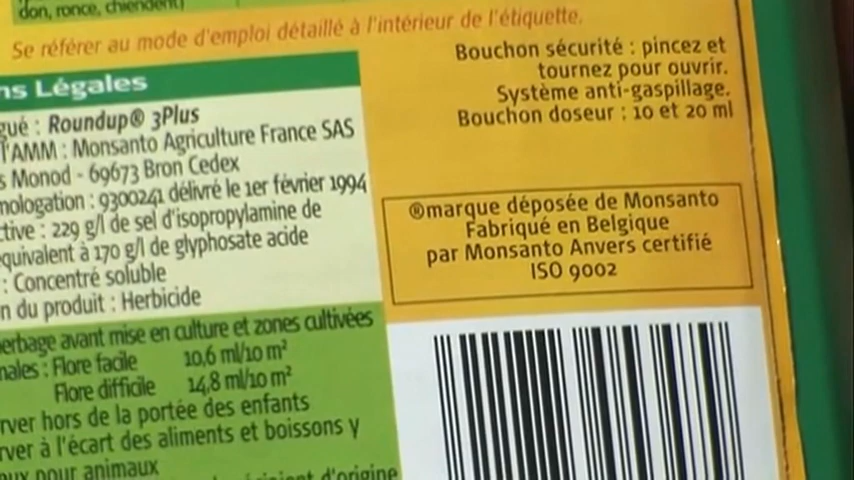 don, ronce, chiendent)
Se référer au mode d'emploi détaillé à l'intérieur de l'étiquette.
Bouchon sécurité : pincez et
tournez pour ouvrir.
Système anti-gaspillage.
Bouchon doseur : 10 et 20 ml
ns Légales
gué : Roundup® 3Plus
l'AMM : Monsanto Agriculture France SAS
s Monod - 69673 Bron Cedex
mologation : 9300241 délivré le 1er février 1994
ctive : 229 g/l de sel d'isopropylamine de
équivalent à 170 g/l de glyphosate acide
: Concentré soluble
n du produit : Herbicide
®marque déposée de Monsanto
Fabriqué en Belgique
par Monsanto Anvers certifié
ISO 9002
erbage avant mise en culture et zones cultivées
nales : Flore facile 10,6 ml/10 m²
Flore difficile 14,8 ml/10 m²
rver hors de la portée des enfants
rver à l'écart des aliments et boissons y
ux pour animaux
d'origine